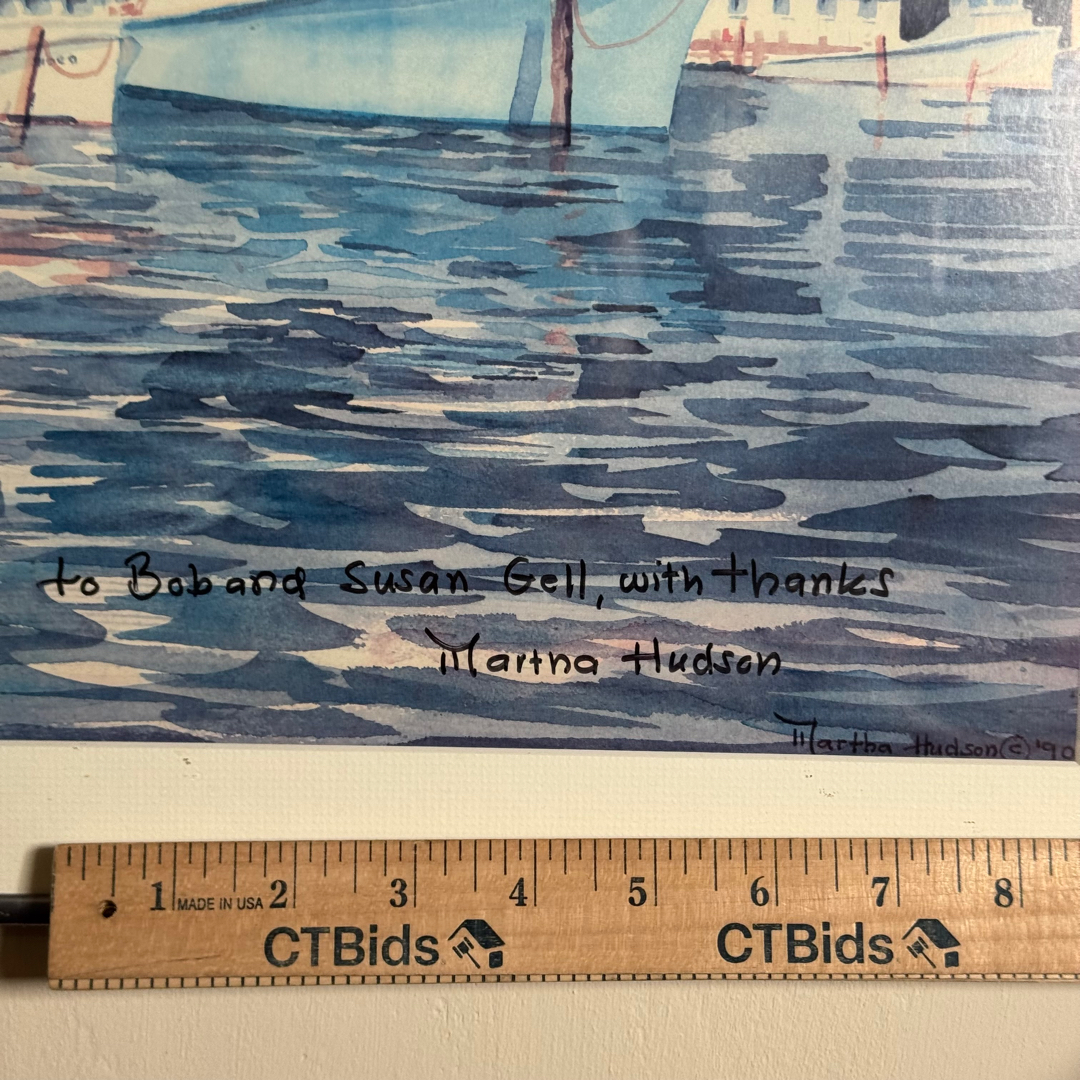 to Bob and Susan Gell, with thanks
Martha Hudson
Martha Hudson © '90
1 MADE IN USA 2 3 4 5 6 7 8
CTBids CTBids